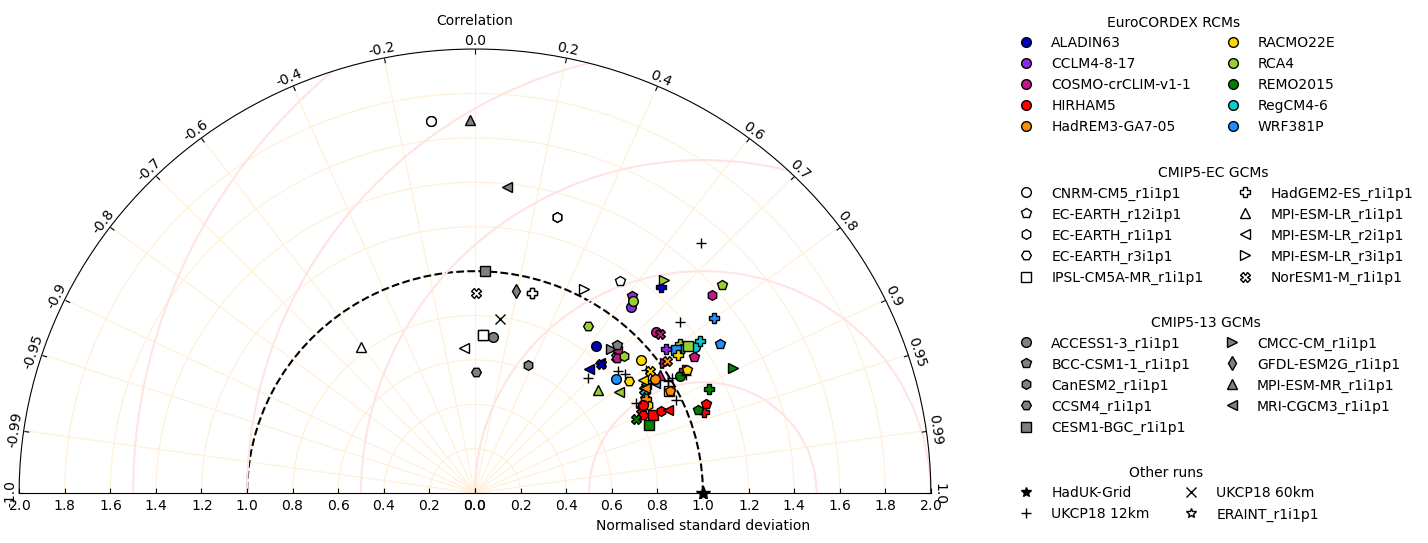 Correlation
0.0
-0.2
0.2
-0.4
0.4
-0.6
0.6
-0.7
0.7
-0.8
0.8
-0.9
0.9
-0.95
0.95
-0.99
0.99
-1.0
1.0
2.0 1.8 1.6 1.4 1.2 1.0 0.8 0.6 0.4 0.2 0.0 0.2 0.4 0.6 0.8 1.0 1.2 1.4 1.6 1.8 2.0
Normalised standard deviation
EuroCORDEX RCMs
ALADIN63 RACMO22E
CCLM4-8-17 RCA4
COSMO-crCLIM-v1-1 REMO2015
HIRHAM5 RegCM4-6
HadREM3-GA7-05 WRF381P
CMIP5-EC GCMs
CNRM-CM5_r1i1p1 HadGEM2-ES_r1i1p1
EC-EARTH_r12i1p1 MPI-ESM-LR_r1i1p1
EC-EARTH_r1i1p1 MPI-ESM-LR_r2i1p1
EC-EARTH_r3i1p1 MPI-ESM-LR_r3i1p1
IPSL-CM5A-MR_r1i1p1 NorESM1-M_r1i1p1
CMIP5-13 GCMs
ACCESS1-3_r1i1p1 CMCC-CM_r1i1p1
BCC-CSM1-1_r1i1p1 GFDL-ESM2G_r1i1p1
CanESM2_r1i1p1 MPI-ESM-MR_r1i1p1
CCSM4_r1i1p1 MRI-CGCM3_r1i1p1
CESM1-BGC_r1i1p1
Other runs
HadUK-Grid UKCP18 60km
UKCP18 12km ERAINT_r1i1p1